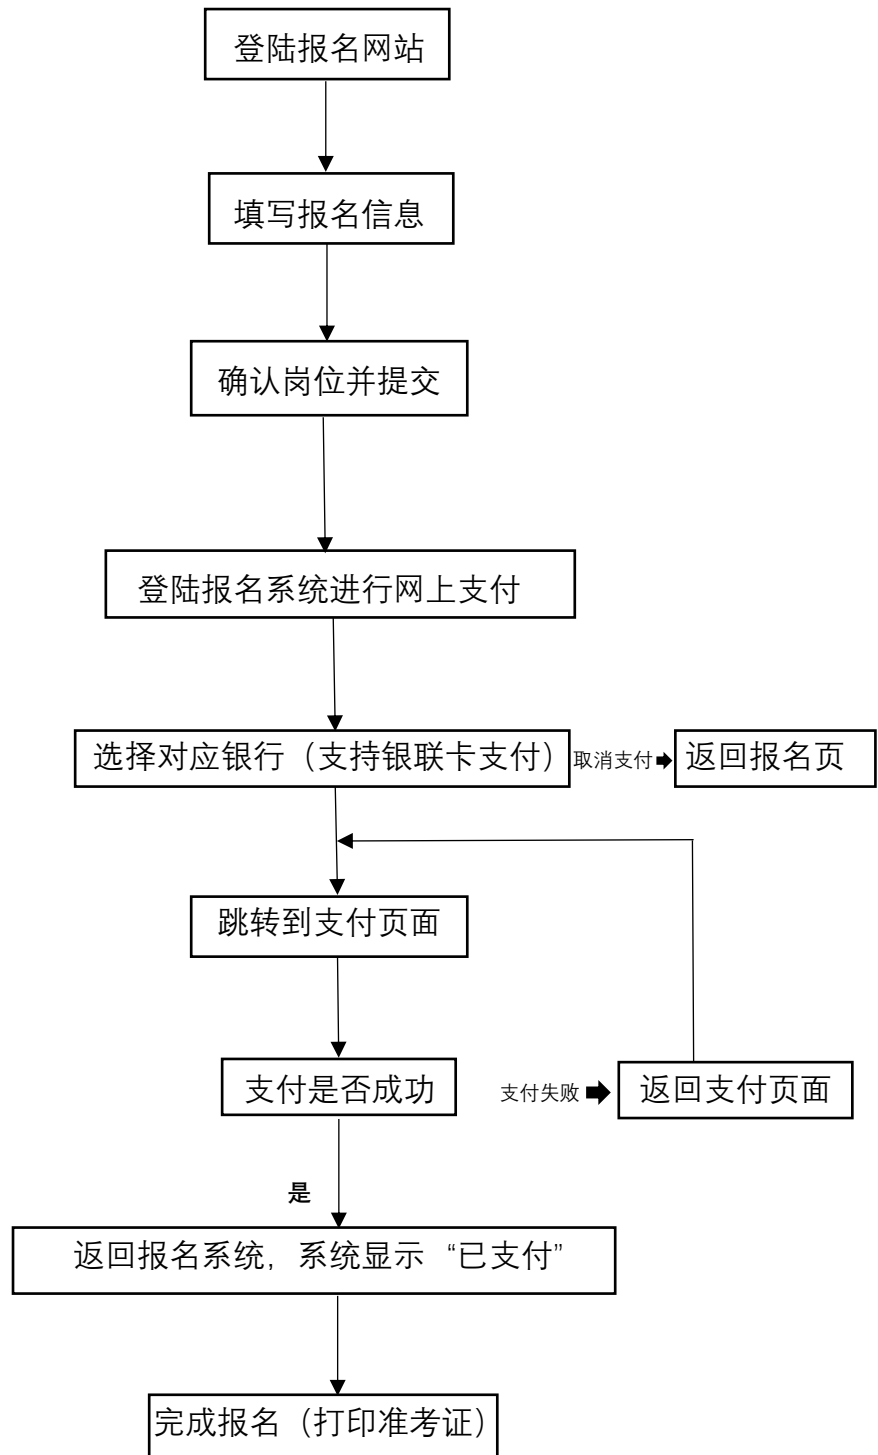 登陆报名网站
填写报名信息
确认岗位并提交
登陆报名系统进行网上支付
选择对应银行（支持银联卡支付）
取消支付
返回报名页
跳转到支付页面
支付是否成功
支付失败
返回支付页面
是
返回报名系统，系统显示“已支付”
完成报名（打印准考证）